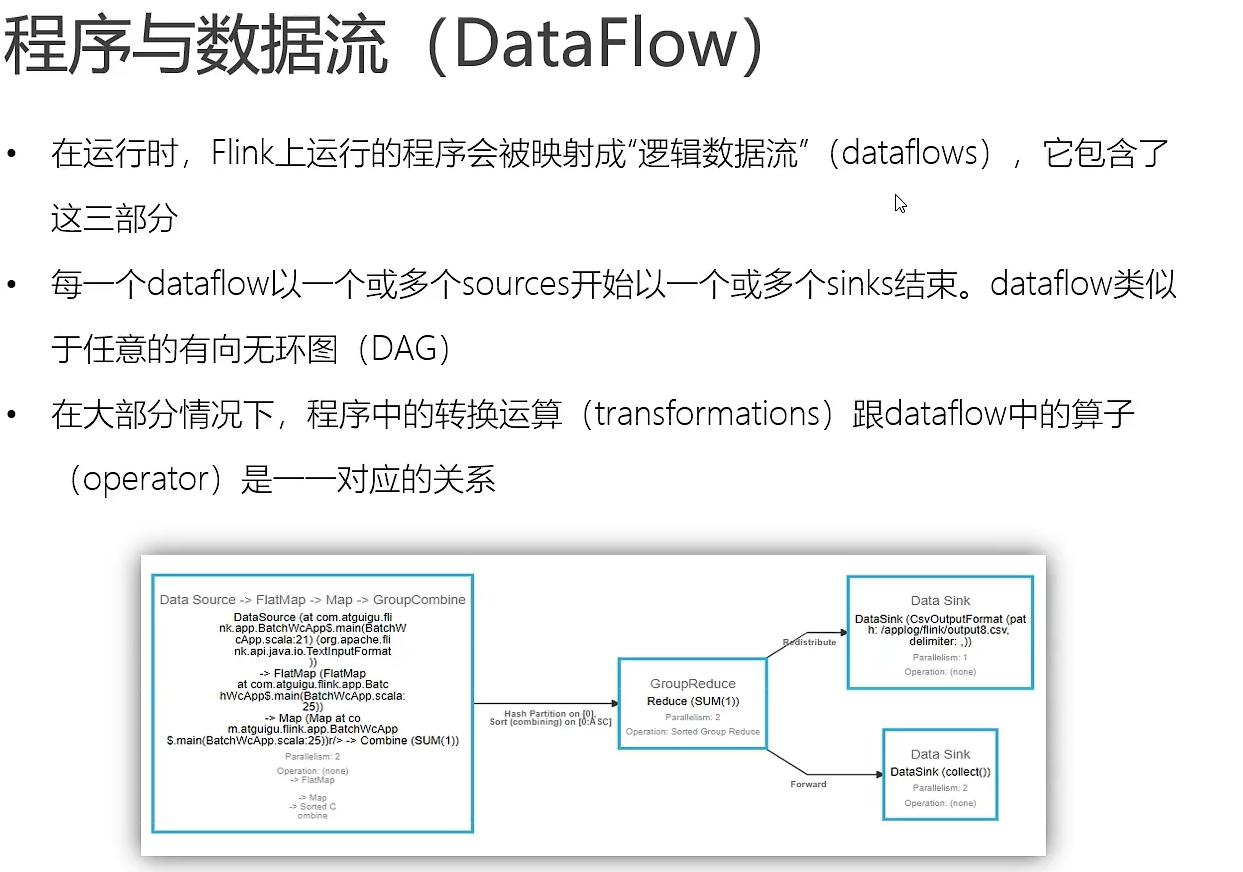 程序与数据流（DataFlow）
• 在运行时，Flink上运行的程序会被映射成“逻辑数据流”（dataflows），它包含了
这三部分
• 每一个dataflow以一个或多个sources开始以一个或多个sinks结束。dataflow类似
于任意的有向无环图（DAG）
• 在大部分情况下，程序中的转换运算（transformations）跟dataflow中的算子
（operator）是一一对应的关系
Data Source -> FlatMap -> Map -> GroupCombine
DataSource (at com.atguigu.fli
nk.app.BatchWcApp$.main(BatchW
cApp.scala:21) (org.apache.fli
nk.api.java.io.TextInputFormat
))
-> FlatMap (FlatMap
at com.atguigu.flink.app.Batc
hWcApp$.main(BatchWcApp.scala:
25))
-> Map (Map at co
m.atguigu.flink.app.BatchWcApp
$.main(BatchWcApp.scala:25))r/> -> Combine (SUM(1))
Parallelism: 2
Operation: (none)
-> FlatMap
-> Map
-> Sorted C
ombine
Hash Partition on [0],
Sort (combining) on [0:ASC]
GroupReduce
Reduce (SUM(1))
Parallelism: 2
Operation: Sorted Group Reduce
Redistribute
Data Sink
DataSink (CsvOutputFormat (pat
h: /applog/flink/output8.csv,
delimiter: ,))
Parallelism: 1
Operation: (none)
Forward
Data Sink
DataSink (collect())
Parallelism: 2
Operation: (none)